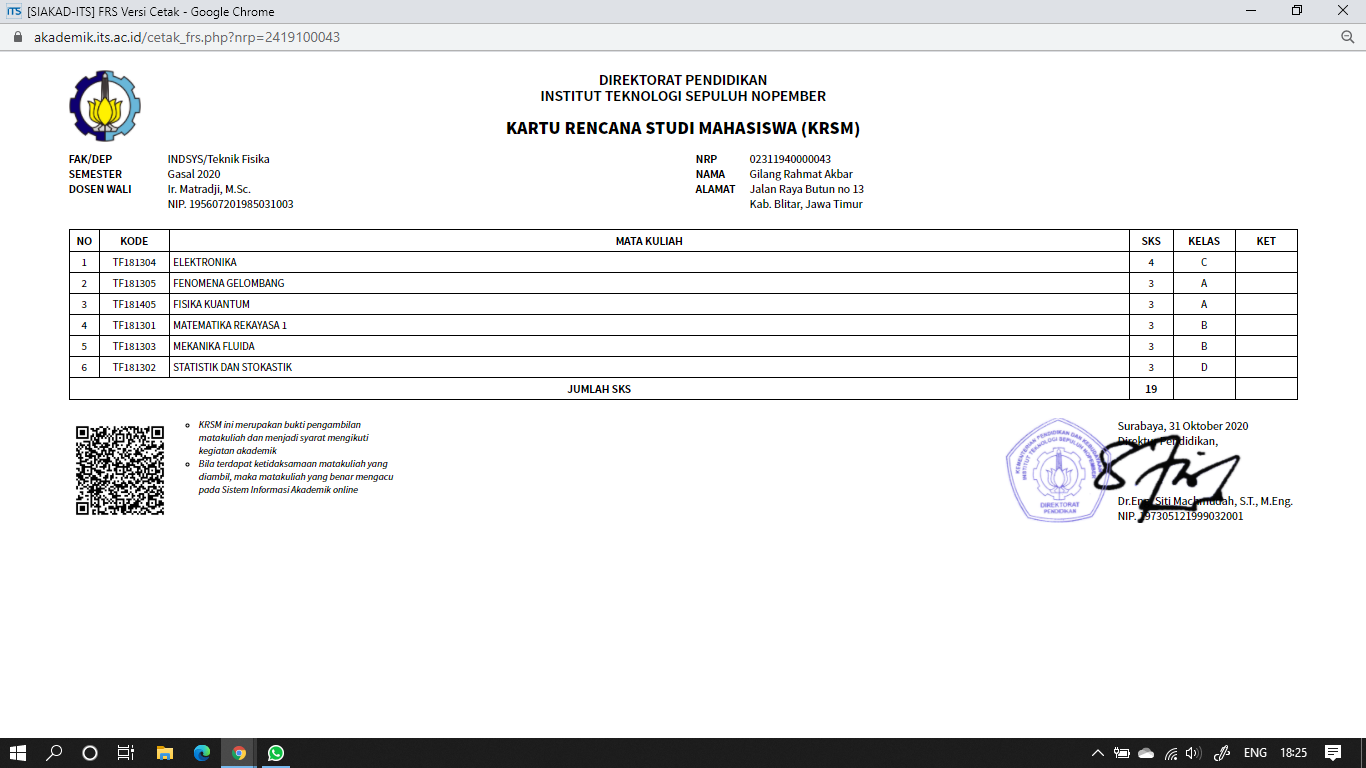 [SIAKAD-ITS] FRS Versi Cetak - Google Chrome
akademik.its.ac.id/cetak_frs.php?nrp=2419100043
DIREKTORAT PENDIDIKAN
INSTITUT TEKNOLOGI SEPULUH NOPEMBER
KARTU RENCANA STUDI MAHASISWA (KRSM)
FAK/DEP INDSYS/Teknik Fisika
SEMESTER Gasal 2020
DOSEN WALI Ir. Matradji, M.Sc.
NIP. 195607201985031003
NRP 02311940000043
NAMA Gilang Rahmat Akbar
ALAMAT Jalan Raya Butun no 13
Kab. Blitar, Jawa Timur
NO KODE MATA KULIAH SKS KELAS KET
1 TF181304 ELEKTRONIKA 4 C
2 TF181305 FENOMENA GELOMBANG 3 A
3 TF181405 FISIKA KUANTUM 3 A
4 TF181301 MATEMATIKA REKAYASA 1 3 B
5 TF181303 MEKANIKA FLUIDA 3 B
6 TF181302 STATISTIK DAN STOKASTIK 3 D
JUMLAH SKS 19
KRSM ini merupakan bukti pengambilan
matakuliah dan menjadi syarat mengikuti
kegiatan akademik
Bila terdapat ketidaksamaan matakuliah yang
diambil, maka matakuliah yang benar mengacu
pada Sistem Informasi Akademik online
KEMENTERIAN PENDIDIKAN DAN KEBUDAYAAN
INSTITUT TEKNOLOGI SEPULUH NOPEMBER
DIREKTORAT
PENDIDIKAN
Surabaya, 31 Oktober 2020
Direktur Pendidikan,
Dr.Eng. Siti Machmudah, S.T., M.Eng.
NIP. 197305121999032001
ENG 18:25